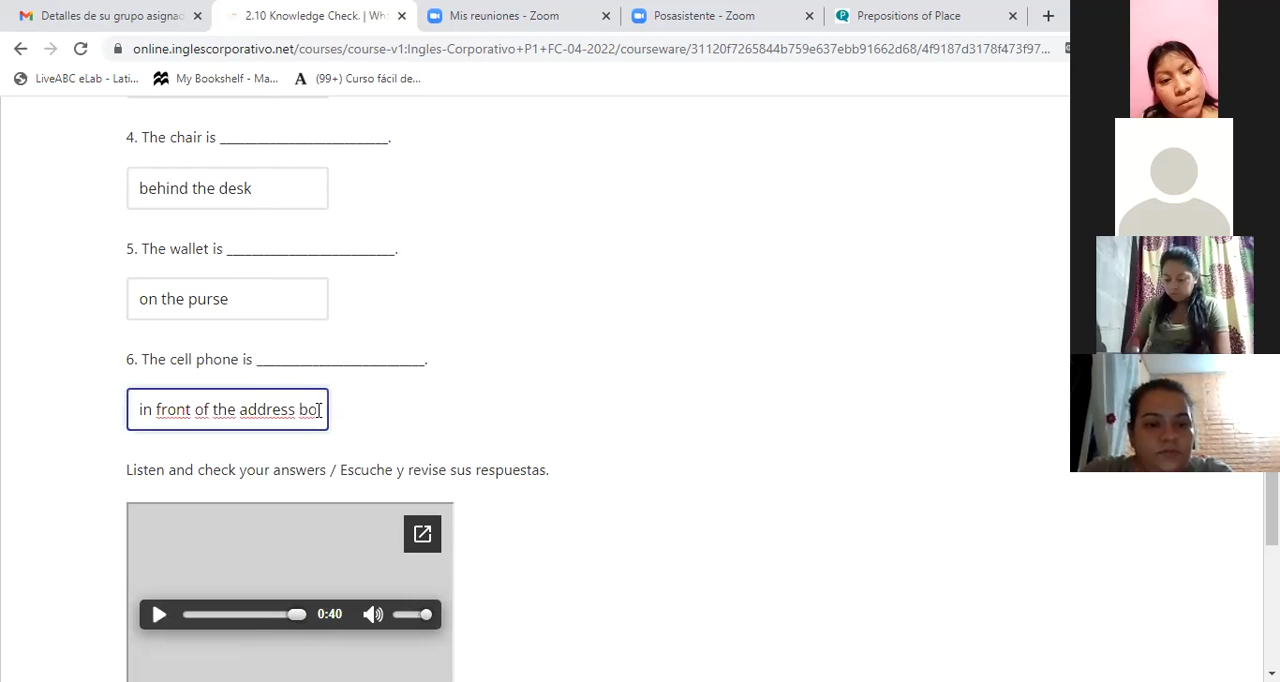 Detalles de su grupo asigna
2.10 Knowledge Check. | Wh
Mis reuniones - Zoom
Posasistente - Zoom
Prepositions of Place
online.inglescorporativo.net/courses/course-v1:Ingles-Corporativo+P1+FC-04-2022/courseware/31120f7265844b759e637ebb91662d68/4f9187d3178f473f97...
LiveABC eLab - Lati...
My Bookshelf - Ma...
(99+) Curso fácil de...
4. The chair is _________________________.
behind the desk
5. The wallet is _________________________.
on the purse
6. The cell phone is _________________________.
in front of the address bo
Listen and check your answers / Escuche y revise sus respuestas.
0:40